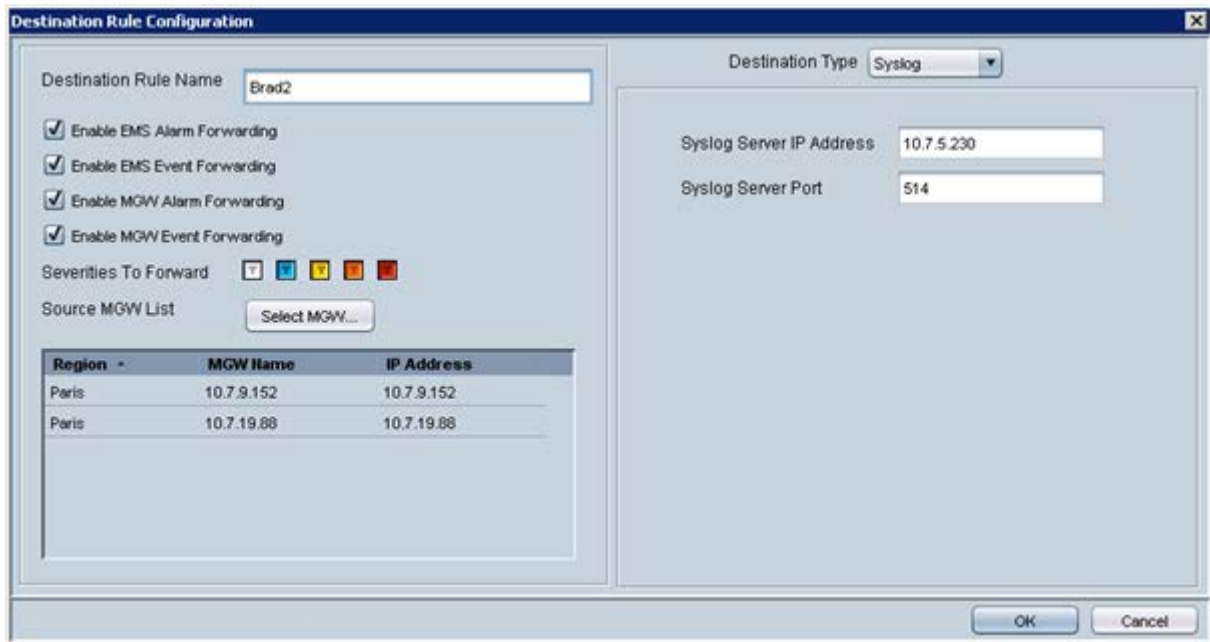 Destination Rule Configuration
Destination Rule Name Brad2
Enable EMS Alarm Forwarding
Enable EMS Event Forwarding
Enable MGW Alarm Forwarding
Enable MGW Event Forwarding
Severities To Forward
Source MGW List Select MGW...
Region MGW Name IP Address
Paris 10.7.9.152 10.7.9.152
Paris 10.7.19.88 10.7.19.88
Destination Type Syslog
Syslog Server IP Address 10.7.5.230
Syslog Server Port 514
OK Cancel